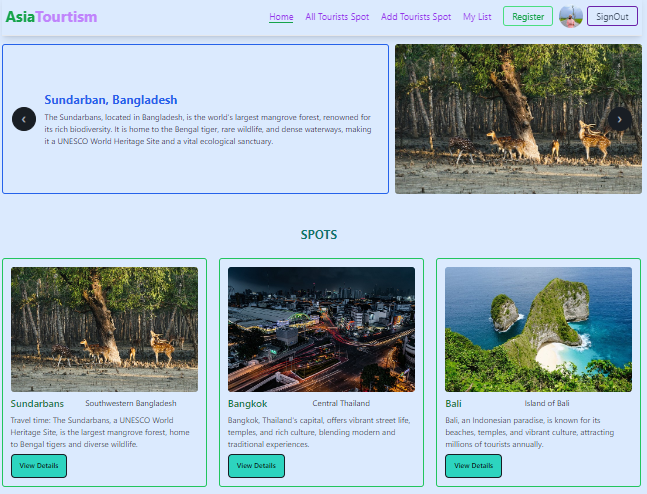 AsiaTourtism
Home All Tourists Spot Add Tourists Spot My List Register SignOut
Sundarban, Bangladesh
The Sundarbans, located in Bangladesh, is the world's largest mangrove forest, renowned for
its rich biodiversity. It is home to the Bengal tiger, rare wildlife, and dense waterways, making
it a UNESCO World Heritage Site and a vital ecological sanctuary.
SPOTS
Sundarbans Southwestern Bangladesh
Travel time: The Sundarbans, a UNESCO World
Heritage Site, is the largest mangrove forest, home
to Bengal tigers and diverse wildlife.
View Details
Bangkok Central Thailand
Bangkok, Thailand's capital, offers vibrant street life,
temples, and rich culture, blending modern and
traditional experiences.
View Details
Bali Island of Bali
Bali, an Indonesian paradise, is known for its
beaches, temples, and vibrant culture, attracting
millions of tourists annually.
View Details